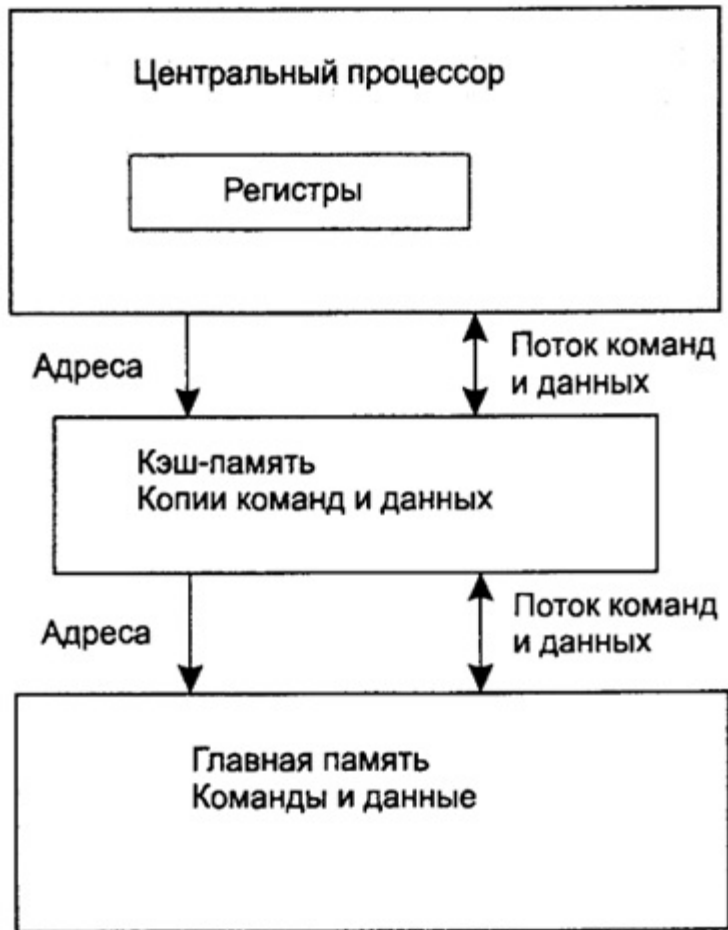 Центральный процессор
Регистры
Адреса
Поток команд
и данных
Кэш-память
Копии команд и данных
Адреса
Поток команд
и данных
Главная память
Команды и данные